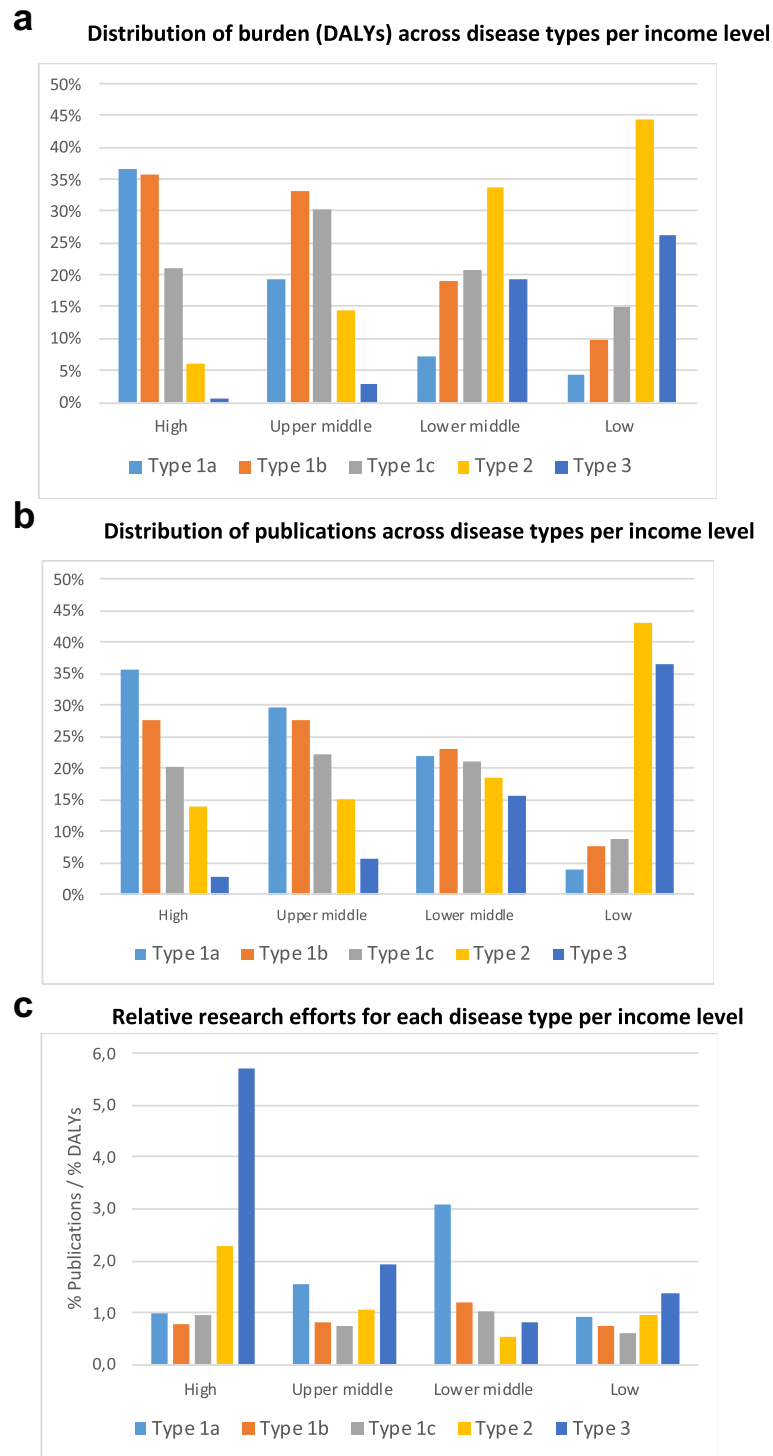 a
Distribution of burden (DALYs) across disease types per income level
50%
45%
40%
35%
30%
25%
20%
15%
10%
5%
0%
High Upper middle Lower middle Low
Type 1a Type 1b Type 1c Type 2 Type 3
b
Distribution of publications across disease types per income level
50%
45%
40%
35%
30%
25%
20%
15%
10%
5%
0%
High Upper middle Lower middle Low
Type 1a Type 1b Type 1c Type 2 Type 3
c
Relative research efforts for each disease type per income level
% Publications / % DALYs
6,0
5,0
4,0
3,0
2,0
1,0
0,0
High Upper middle Lower middle Low
Type 1a Type 1b Type 1c Type 2 Type 3